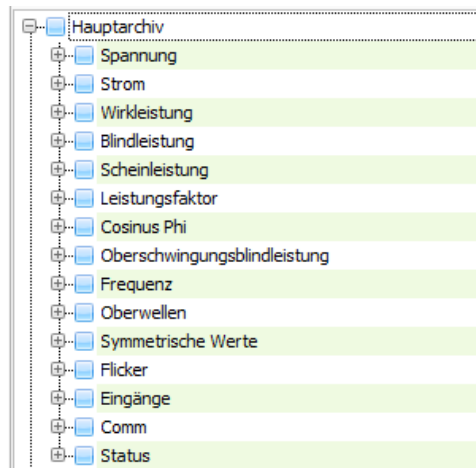 Hauptarchiv
Spannung
Strom
Wirkleistung
Blindleistung
Scheinleistung
Leistungsfaktor
Cosinus Phi
Oberschwingungsblindleistung
Frequenz
Oberwellen
Symmetrische Werte
Flicker
Eingänge
Comm
Status